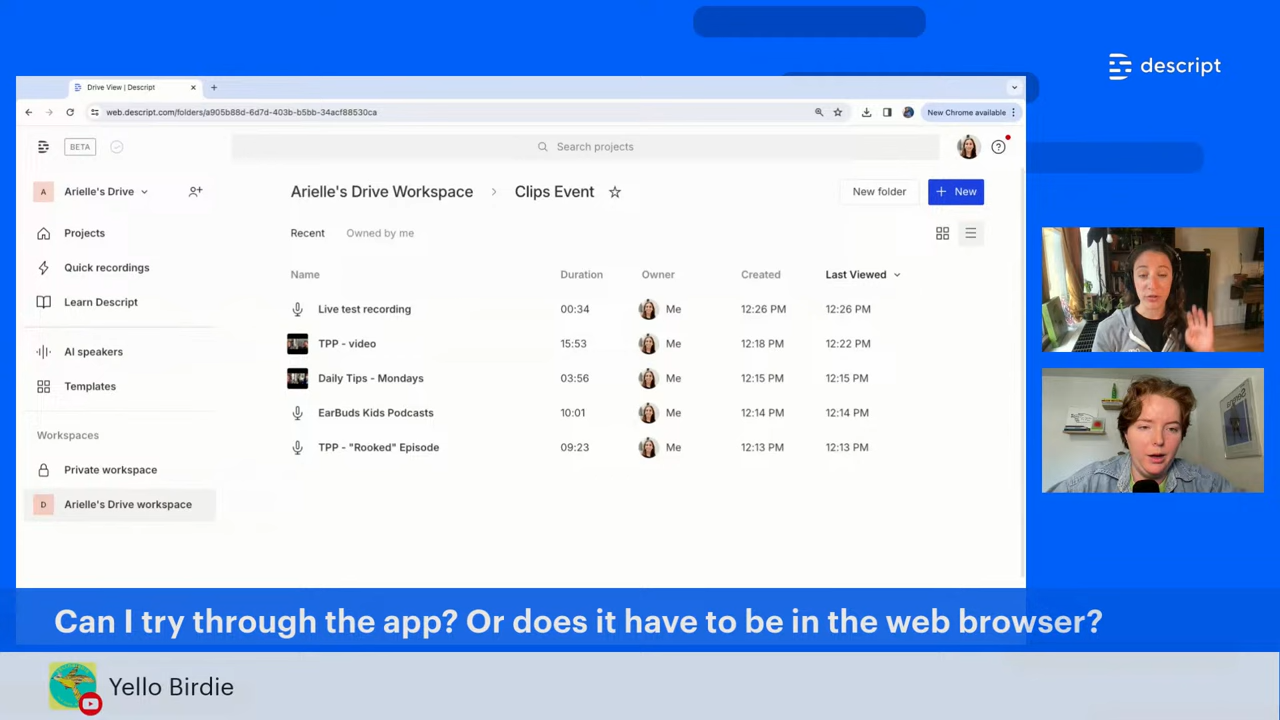 descript
Drive View | Descript
web.descript.com/folders/a905b88d-6d7d-403b-b5bb-34acf88530ca
New Chrome available
BETA
Search projects
A Arielle's Drive
Arielle's Drive Workspace > Clips Event
New folder
+ New
Projects
Quick recordings
Learn Descript
AI speakers
Templates
Workspaces
Private workspace
D Arielle's Drive workspace
Recent Owned by me
Name Duration Owner Created Last Viewed
Live test recording 00:34 Me 12:26 PM 12:26 PM
TPP - video 15:53 Me 12:18 PM 12:22 PM
Daily Tips - Mondays 03:56 Me 12:15 PM 12:15 PM
EarBuds Kids Podcasts 10:01 Me 12:14 PM 12:14 PM
TPP - "Rooked" Episode 09:23 Me 12:13 PM 12:13 PM
Can I try through the app? Or does it have to be in the web browser?
Yello Birdie